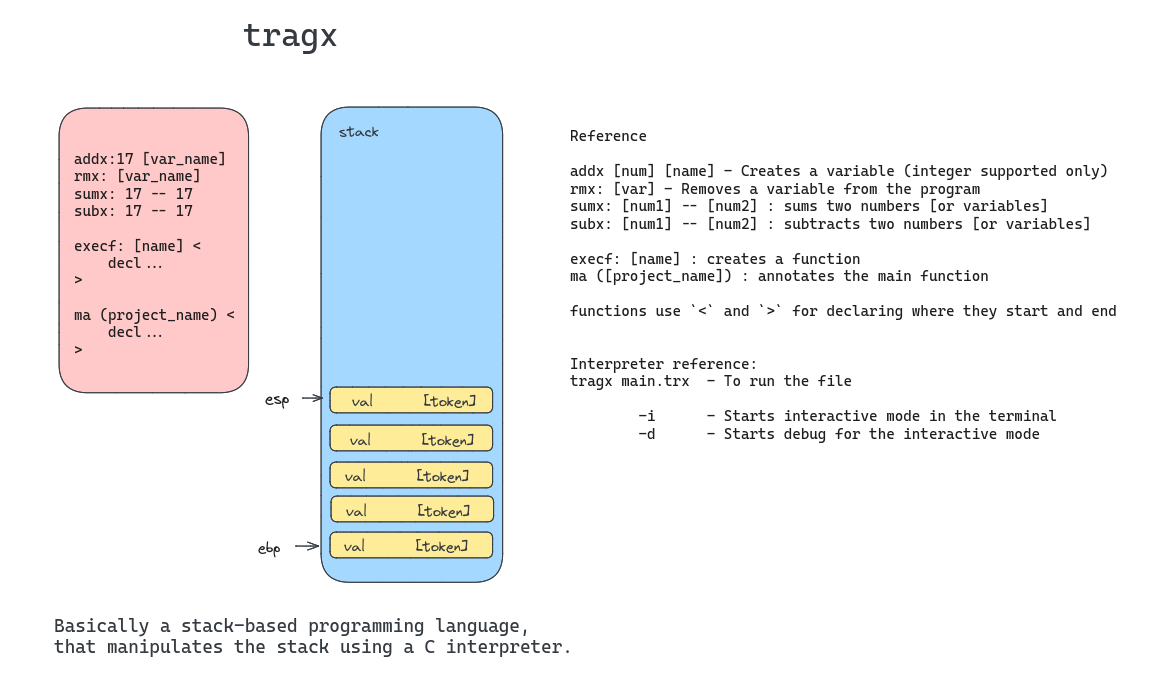 tragx
addx:17 [var_name]
rmx: [var_name]
sumx: 17 -- 17
subx: 17 -- 17
execf: [name] <
decl...
>
ma (project_name) <
decl...
>
stack
esp
val [token]
val [token]
val [token]
val [token]
ebp
val [token]
Reference
addx [num] [name] - Creates a variable (integer supported only)
rmx: [var] - Removes a variable from the program
sumx: [num1] -- [num2] : sums two numbers [or variables]
subx: [num1] -- [num2] : subtracts two numbers [or variables]
execf: [name] : creates a function
ma ([project_name]) : annotates the main function
functions use `<` and `>` for declaring where they start and end
Interpreter reference:
tragx main.trx - To run the file
-i - Starts interactive mode in the terminal
-d - Starts debug for the interactive mode
Basically a stack-based programming language,
that manipulates the stack using a C interpreter.